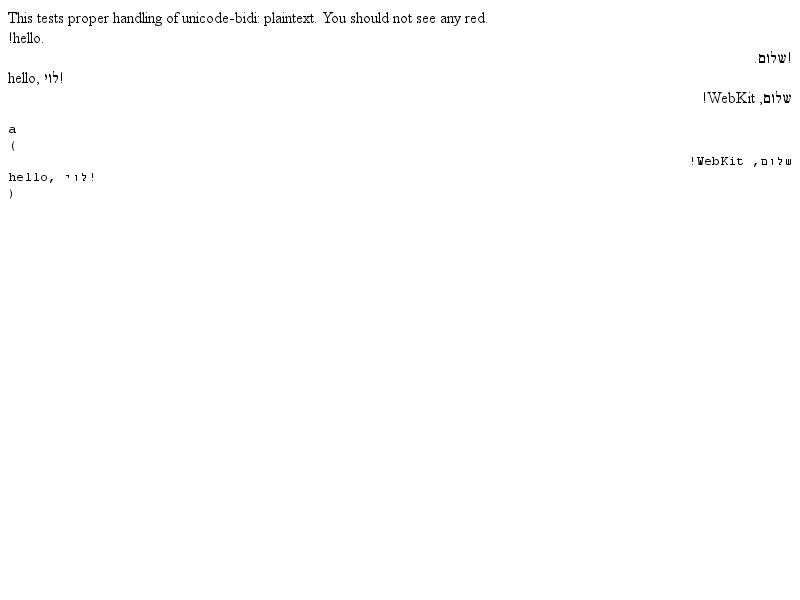 This tests proper handling of unicode-bidi: plaintext. You should not see any red.
!hello.
!שלום.
hello, לוי!
שלום, WebKit!
a
(
שלום, WebKit!
hello, לוי!
)